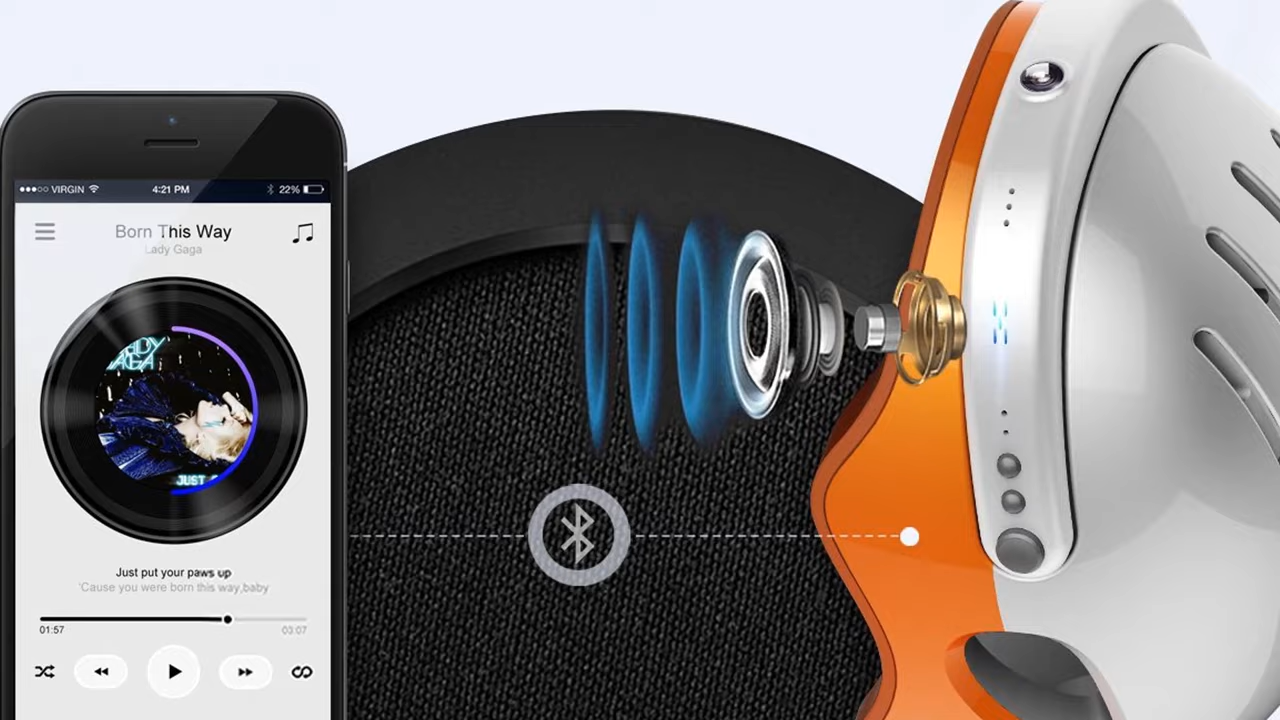 VIRGIN 4:21 PM 22%
Born This Way
Lady Gaga
LADY
GAGA
JUST
Just put your paws up
'Cause you were born this way,baby
01:57 03:07